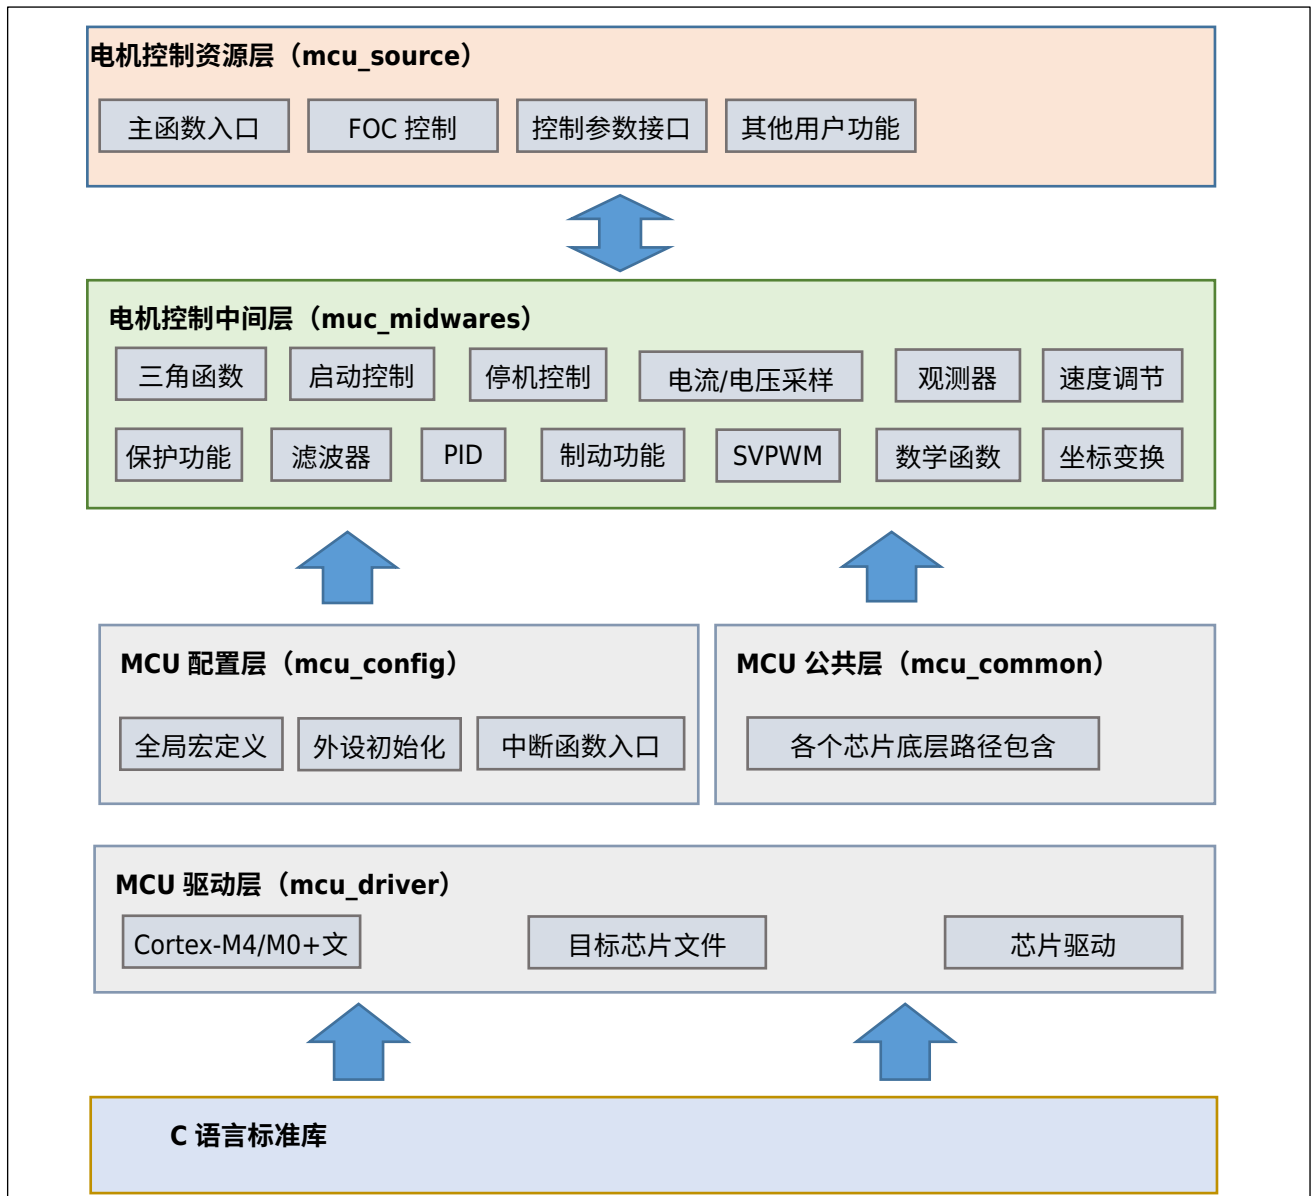 电机控制资源层（mcu_source）
主函数入口
FOC 控制
控制参数接口
其他用户功能
电机控制中间层（muc_midwares）
三角函数
启动控制
停机控制
电流/电压采样
观测器
速度调节
保护功能
滤波器
PID
制动功能
SVPWM
数学函数
坐标变换
MCU 配置层（mcu_config）
全局宏定义
外设初始化
中断函数入口
MCU 公共层（mcu_common）
各个芯片底层路径包含
MCU 驱动层（mcu_driver）
Cortex-M4/M0+文
目标芯片文件
芯片驱动
C 语言标准库